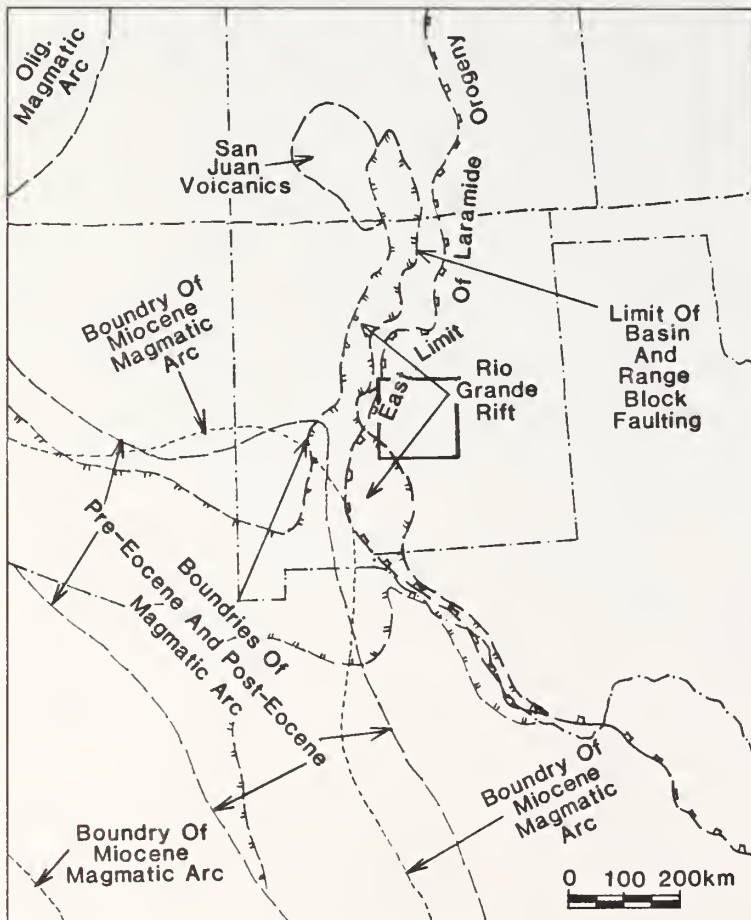 Olig.
Magmatic
Arc
Orogeny
San
Juan
Voicanics
Of Laramide
Boundry Of
Miocene
Magmatic
Arc
Limit Of
Basin
And
Range
Block
Faulting
Limit
East
Rio
Grande
Rift
Boundries Of
Pre-Eocene And Post-Eocene
Magmatic Arc
Boundry Of
Miocene
Magmatic
Arc
Boundry Of
Miocene
Magmatic Arc
0 100 200km